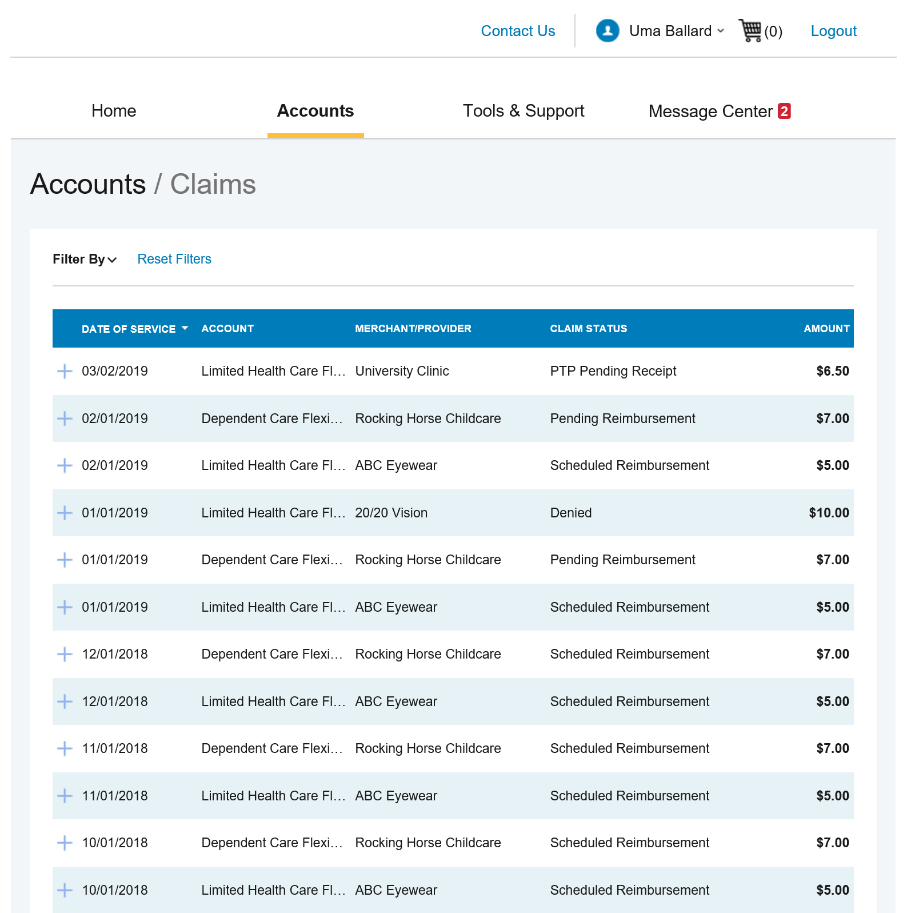 Contact Us Uma Ballard (0) Logout
Home Accounts Tools & Support Message Center 2
Accounts / Claims
Filter By Reset Filters
DATE OF SERVICE ACCOUNT MERCHANT/PROVIDER CLAIM STATUS AMOUNT
03/02/2019 Limited Health Care Fl... University Clinic PTP Pending Receipt $6.50
02/01/2019 Dependent Care Flexi... Rocking Horse Childcare Pending Reimbursement $7.00
02/01/2019 Limited Health Care Fl... ABC Eyewear Scheduled Reimbursement $5.00
01/01/2019 Limited Health Care Fl... 20/20 Vision Denied $10.00
01/01/2019 Dependent Care Flexi... Rocking Horse Childcare Pending Reimbursement $7.00
01/01/2019 Limited Health Care Fl... ABC Eyewear Scheduled Reimbursement $5.00
12/01/2018 Dependent Care Flexi... Rocking Horse Childcare Scheduled Reimbursement $7.00
12/01/2018 Limited Health Care Fl... ABC Eyewear Scheduled Reimbursement $5.00
11/01/2018 Dependent Care Flexi... Rocking Horse Childcare Scheduled Reimbursement $7.00
11/01/2018 Limited Health Care Fl... ABC Eyewear Scheduled Reimbursement $5.00
10/01/2018 Dependent Care Flexi... Rocking Horse Childcare Scheduled Reimbursement $7.00
10/01/2018 Limited Health Care Fl... ABC Eyewear Scheduled Reimbursement $5.00